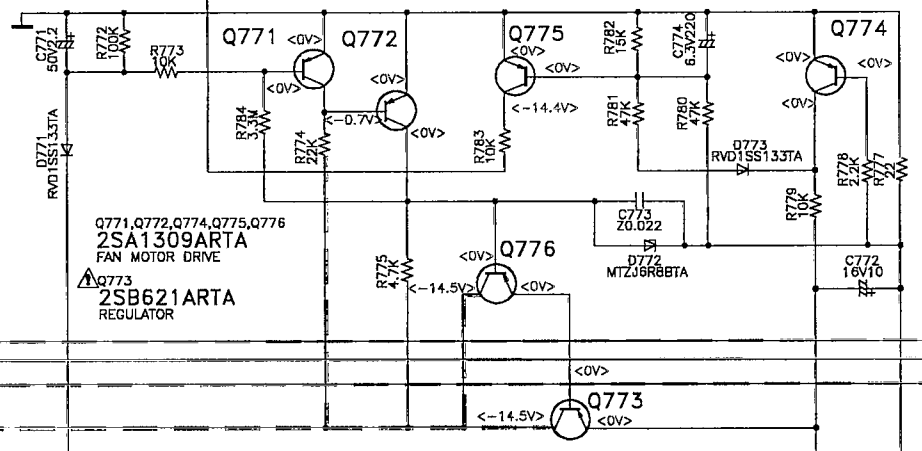 C771
50V2.2
R772
100K
R773
10K
Q771
<0V>
Q772
<0V>
<0V>
<0V>
<-0.7V>
R784
3.3M
R774
22K
D771
RVD1SS133TA
Q775
<0V>
<0V>
<-14.4V>
R783
10K
R782
15K
C774
6.3V220
R781
47K
R780
47K
Q774
<0V>
<0V>
<0V>
D773
RVD1SS133TA
R779
10K
R778
2.2K
R777
22
Q771,Q772,Q774,Q775,Q776
2SA1309ARTA
FAN MOTOR DRIVE
Q773
2SB621ARTA
REGULATOR
R775
4.7K
Q776
<0V>
<-14.5V>
<0V>
C773
Z0.022
D772
MTZJ6R8BTA
C772
16V10
<0V>
Q773
<-14.5V>
<0V>